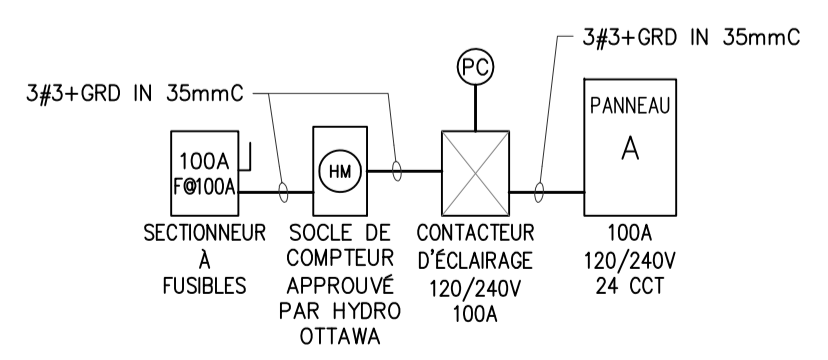 3#3+GRD IN 35mmC
3#3+GRD IN 35mmC
PC
100A
F@100A
HM
PANNEAU
A
SECTIONNEUR
À
FUSIBLES
SOCLE DE
COMPTEUR
APPROUVÉ
PAR HYDRO
OTTAWA
CONTACTEUR
D'ÉCLAIRAGE
120/240V
100A
100A
120/240V
24 CCT